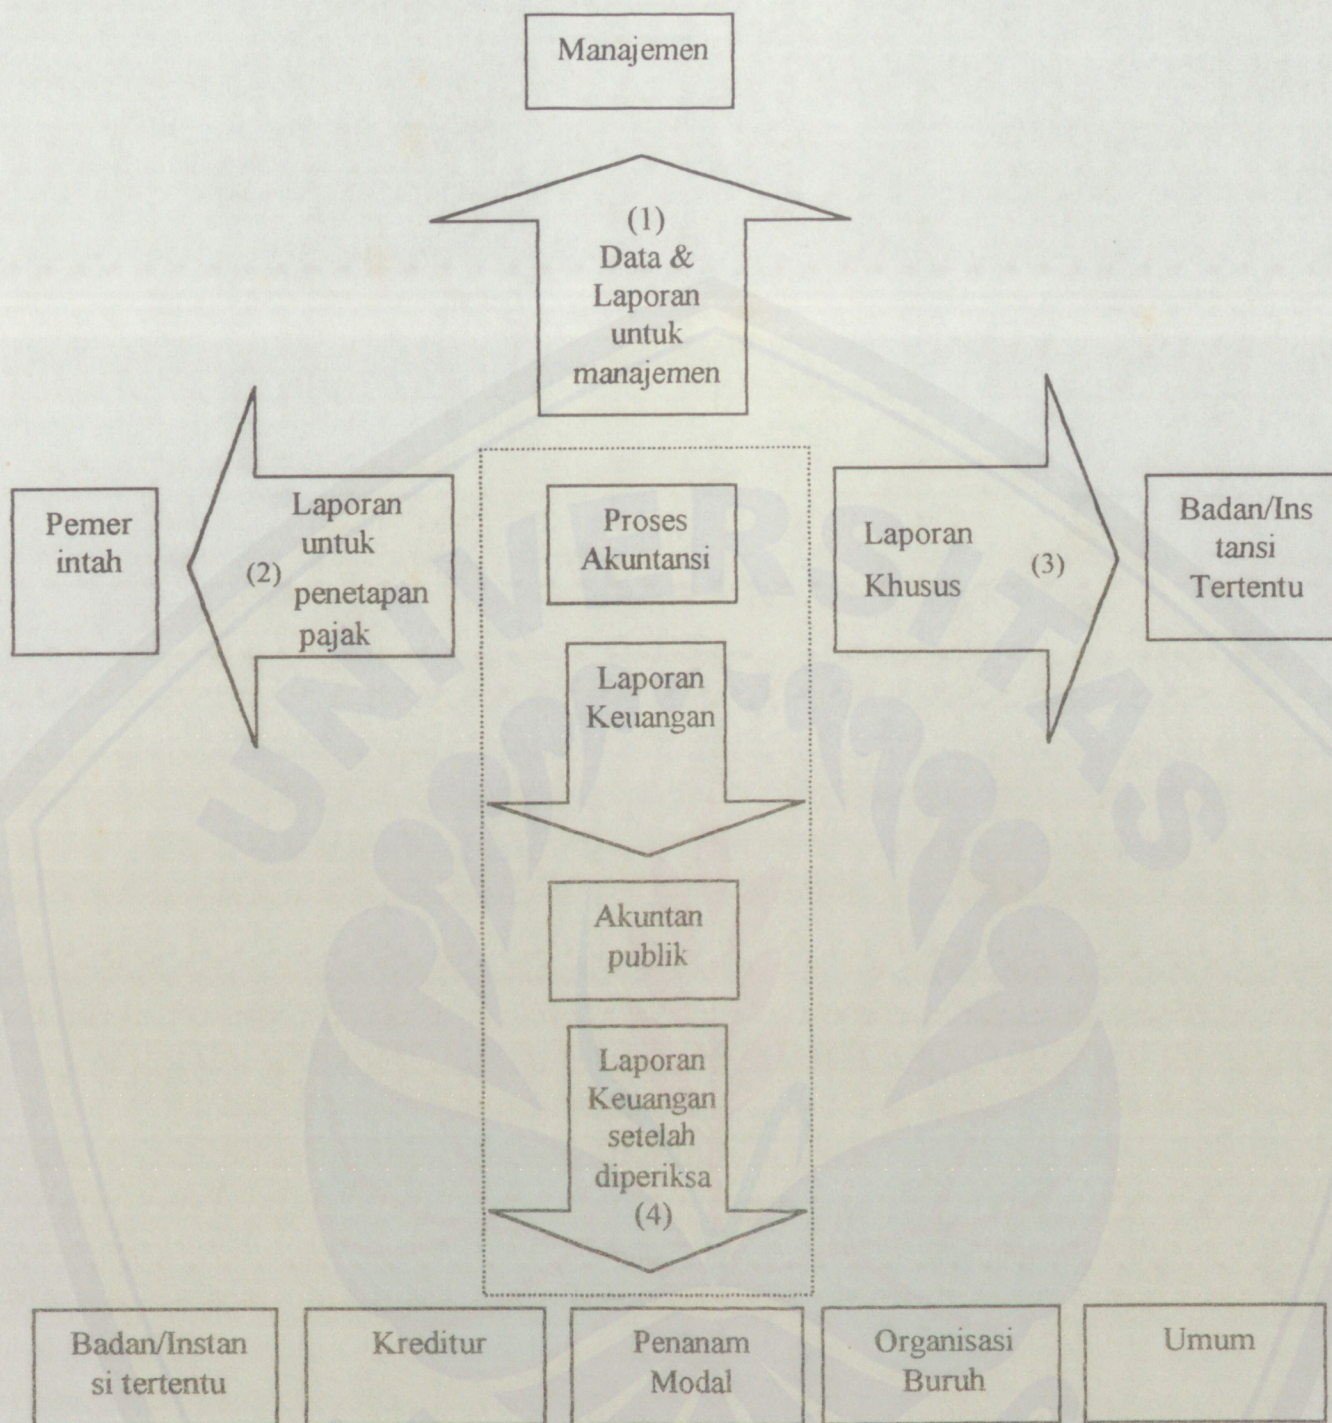 Manajemen
(1)
Data &
Laporan
untuk
manajemen
Pemer
intah
Laporan
untuk
(2)
penetapan
pajak
Proses
Akuntansi
Laporan
Khusus
(3)
Badan/Ins
tansi
Tertentu
Laporan
Keuangan
Akuntan
publik
Laporan
Keuangan
setelah
diperiksa
(4)
Badan/Instan
si tertentu
Kreditur
Penanam
Modal
Organisasi
Buruh
Umum
UNIVERSITAS